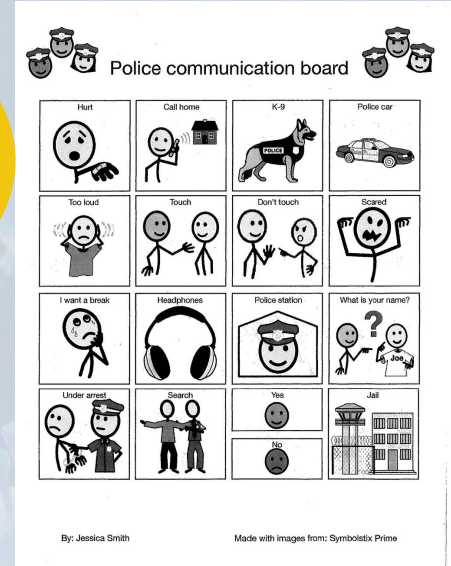 Police communication board
Hurt
Call home
K-9
Police car
POLICE
Too loud
Touch
Don't touch
Scared
I want a break
Headphones
Police station
What is your name?
?
Joe
Under arrest
Search
Yes
Jail
No
By: Jessica Smith
Made with images from: Symbolstix Prime